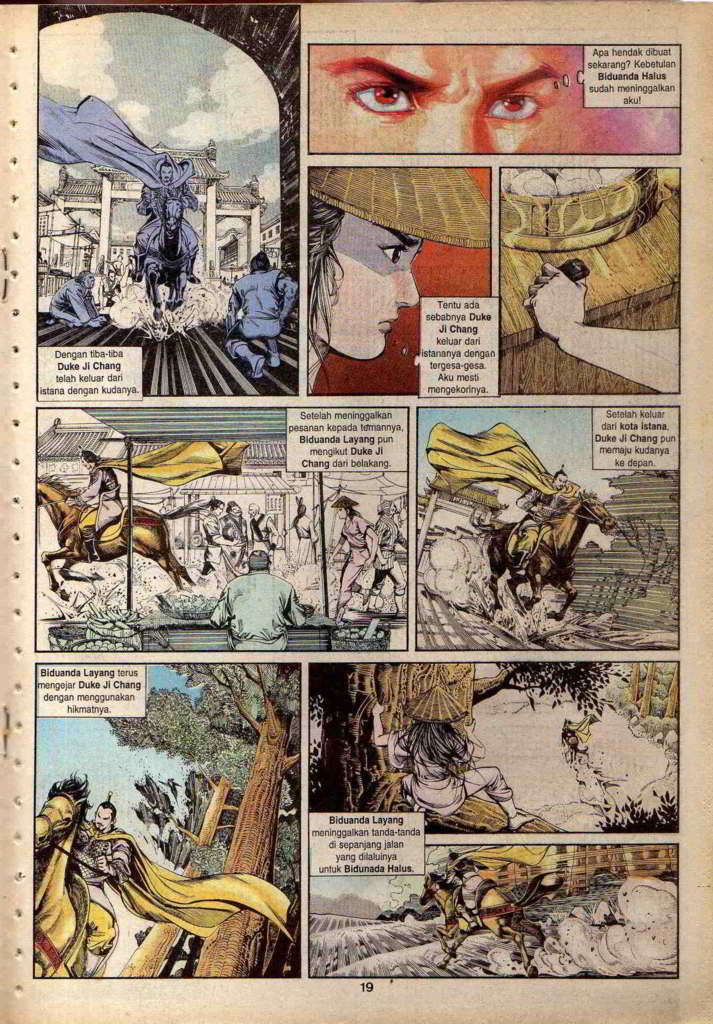 Dengan tiba-tiba
Duke Ji Chang
telah keluar dari
istana dengan kudanya.
Apa hendak dibuat
sekarang? Kebetulan
Biduanda Halus
sudah meninggalkan
aku!
Tentu ada
sebabnya Duke
Ji Chang
keluar dari
istananya dengan
tergesa-gesa.
Aku mesti
mengekorinya.
Setelah meninggalkan
pesanan kepada temannya,
Biduanda Layang pun
mengikut Duke Ji
Chang dari belakang.
Setelah keluar
dari kota istana,
Duke Ji Chang pun
memaju kudanya
ke depan.
Biduanda Layang terus
mengejar Duke Ji Chang
dengan menggunakan
hikmatnya.
Biduanda Layang
meninggalkan tanda-tanda
di sepanjang jalan
yang dilaluinya
untuk Bidunada Halus.
19